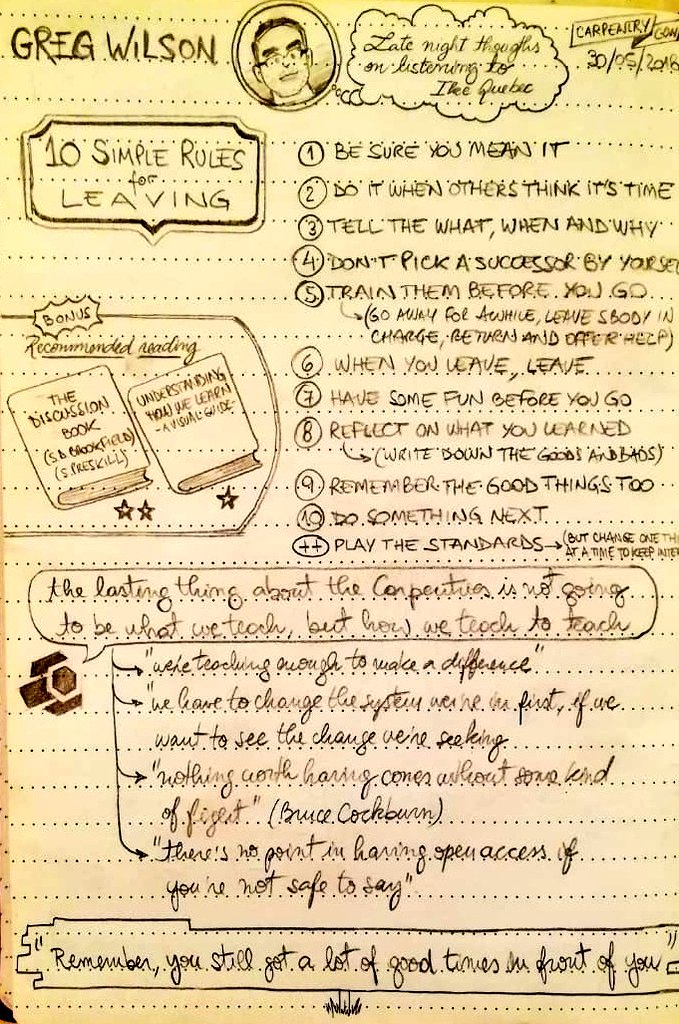 GREG WILSON
Late night thoughts
on listening to
Ike Quebec
CARPENTRY
CON
30/05/2018
10 SIMPLE RULES
for
LEAVING
① BE SURE YOU MEAN IT
② DO IT WHEN OTHERS THINK IT'S TIME
③ TELL THE WHAT, WHEN AND WHY
④ DON'T PICK A SUCCESSOR BY YOURSE
⑤ TRAIN THEM BEFORE YOU GO
(GO AWAY FOR AWHILE, LEAVE SBODY IN
CHARGE, RETURN AND OFFER HELP)
⑥ WHEN YOU LEAVE, LEAVE
⑦ HAVE SOME FUN BEFORE YOU GO
⑧ REFLECT ON WHAT YOU LEARNED
(WRITE DOWN THE GOODS AND BADS)
⑨ REMEMBER THE GOOD THINGS TOO
⑩ DO SOMETHING NEXT
++ PLAY THE STANDARDS → (BUT CHANGE ONE THI
AT A TIME TO KEEP INTER
BONUS
Recommended reading
THE
DISCUSSION
BOOK
(S.D. BROOKFIELD)
(S. PRESKILL)
UNDERSTANDING
HOW WE LEARN
-A VISUAL GUIDE-
the lasting thing about the Carpentries is not going
to be what we teach, but how we teach to teach
"we're teaching enough to make a difference"
"we have to change the system we're in first, if we
want to see the change we're seeking
"nothing worth having comes without some kind
of fight" (Bruce Cockburn)
"there's no point in having open access if
you're not safe to say"
"Remember, you still got a lot of good times in front of you"